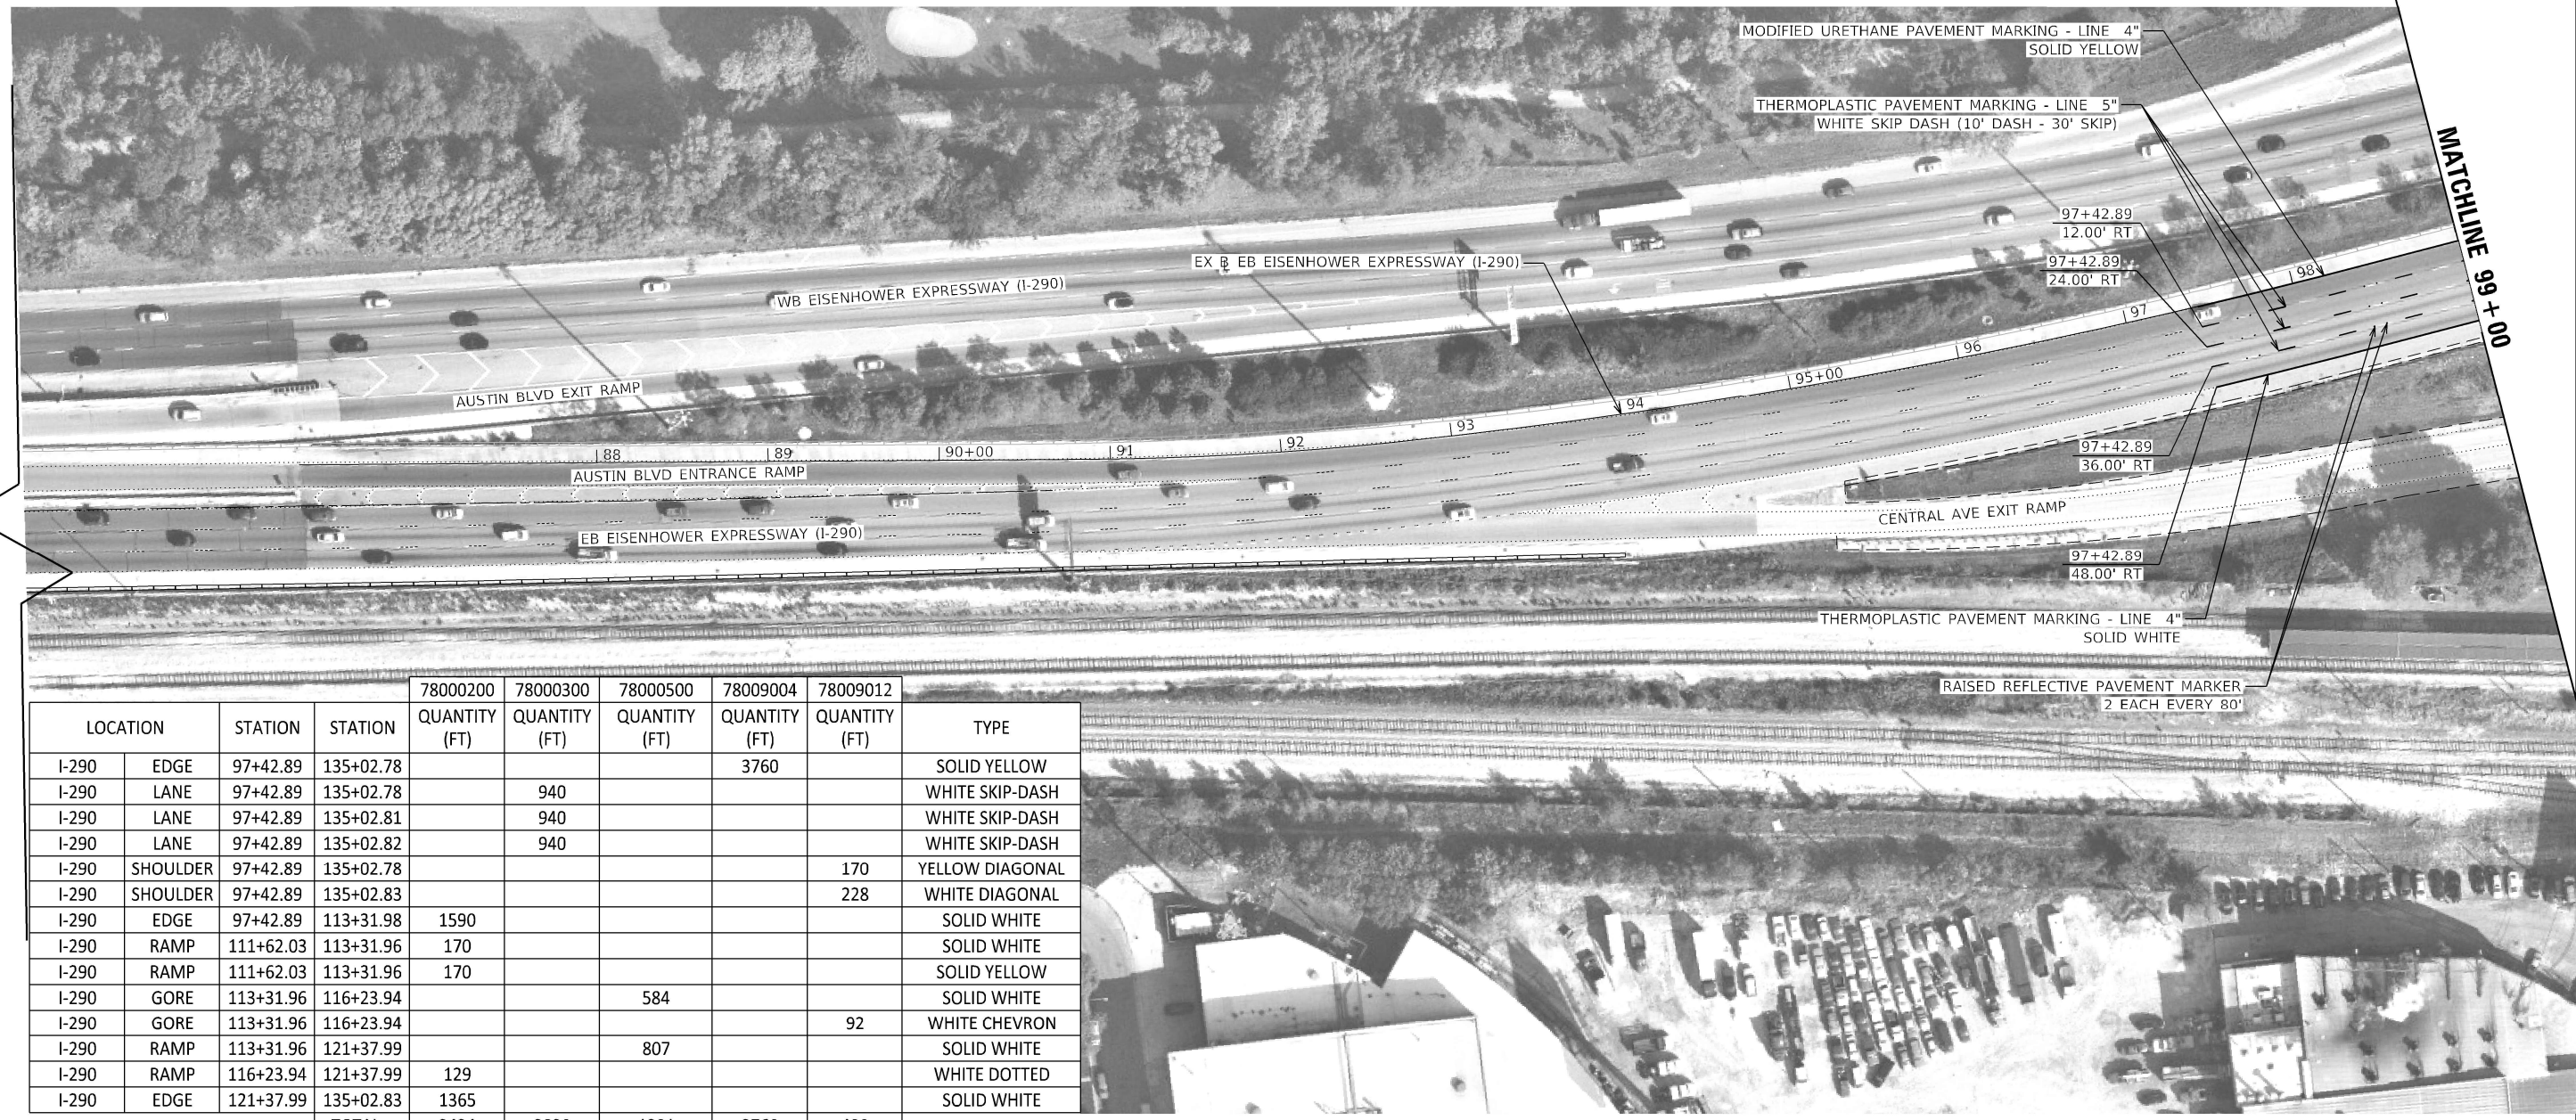 MODIFIED URETHANE PAVEMENT MARKING - LINE 4"
SOLID YELLOW
THERMOPLASTIC PAVEMENT MARKING - LINE 5"
WHITE SKIP DASH (10' DASH - 30' SKIP)
MATCHLINE 99+00
97+42.89
12.00' RT
97+42.89
24.00' RT
EX B EB EISENHOWER EXPRESSWAY (I-290)
WB EISENHOWER EXPRESSWAY (I-290)
98
97
96
95+00
94
93
92
91
90+00
89
88
AUSTIN BLVD EXIT RAMP
AUSTIN BLVD ENTRANCE RAMP
EB EISENHOWER EXPRESSWAY (I-290)
97+42.89
36.00' RT
CENTRAL AVE EXIT RAMP
97+42.89
48.00' RT
THERMOPLASTIC PAVEMENT MARKING - LINE 4"
SOLID WHITE
RAISED REFLECTIVE PAVEMENT MARKER
2 EACH EVERY 80'
78000200 78000300 78000500 78009004 78009012
LOCATION STATION STATION QUANTITY (FT) QUANTITY (FT) QUANTITY (FT) QUANTITY (FT) QUANTITY (FT) TYPE
I-290 EDGE 97+42.89 135+02.78 3760 SOLID YELLOW
I-290 LANE 97+42.89 135+02.78 940 WHITE SKIP-DASH
I-290 LANE 97+42.89 135+02.81 940 WHITE SKIP-DASH
I-290 LANE 97+42.89 135+02.82 940 WHITE SKIP-DASH
I-290 SHOULDER 97+42.89 135+02.78 170 YELLOW DIAGONAL
I-290 SHOULDER 97+42.89 135+02.83 228 WHITE DIAGONAL
I-290 EDGE 97+42.89 113+31.98 1590 SOLID WHITE
I-290 RAMP 111+62.03 113+31.96 170 SOLID WHITE
I-290 RAMP 111+62.03 113+31.96 170 SOLID YELLOW
I-290 GORE 113+31.96 116+23.94 584 SOLID WHITE
I-290 GORE 113+31.96 116+23.94 92 WHITE CHEVRON
I-290 RAMP 113+31.96 121+37.99 807 SOLID WHITE
I-290 RAMP 116+23.94 121+37.99 129 WHITE DOTTED
I-290 EDGE 121+37.99 135+02.83 1365 SOLID WHITE